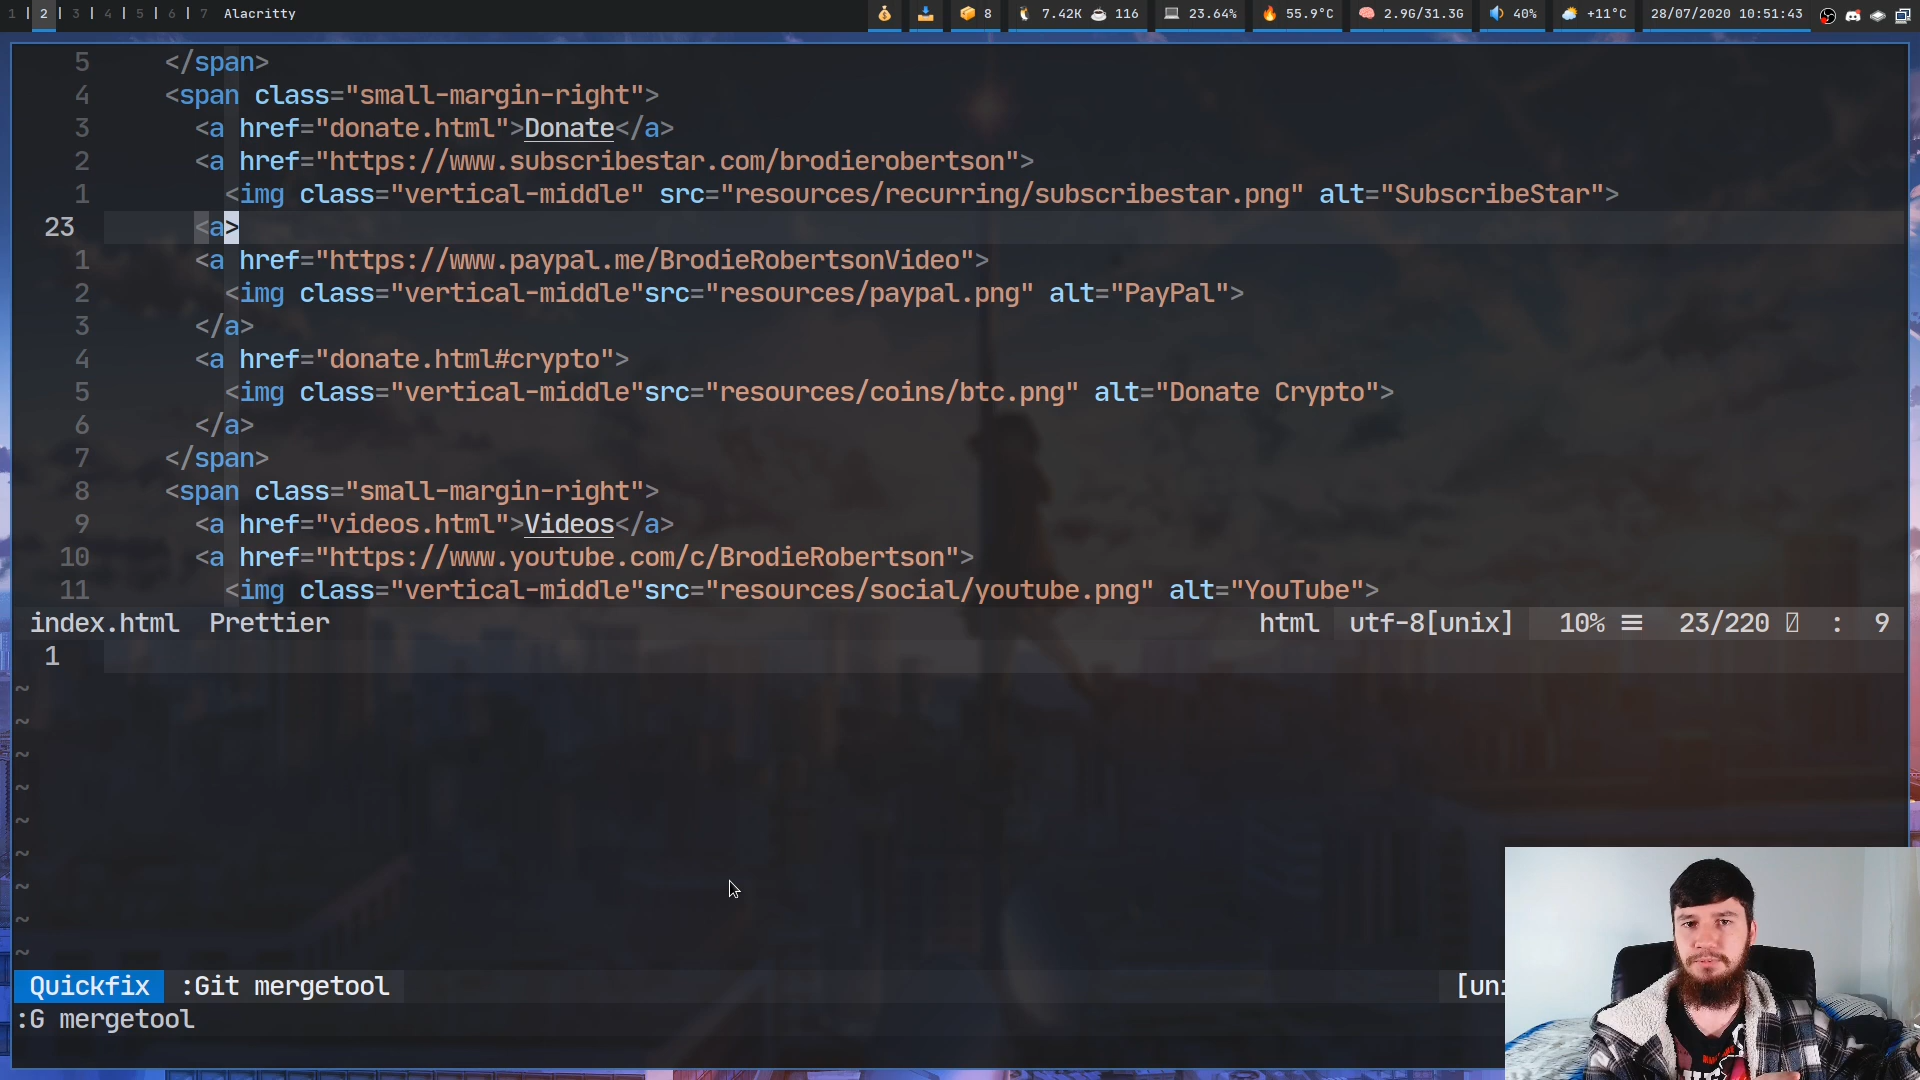 1 | 2 | 3 | 4 | 5 | 6 | 7 Alacritty 8 7.42K 116 23.64% 55.9°C 2.9G/31.3G 40% +11°C 28/07/2020 10:51:43
5 </span>
4 <span class="small-margin-right">
3 <a href="donate.html">Donate</a>
2 <a href="https://www.subscribestar.com/brodierobertson">
1 <img class="vertical-middle" src="resources/recurring/subscribestar.png" alt="SubscribeStar">
23 <a>
1 <a href="https://www.paypal.me/BrodieRobertsonVideo">
2 <img class="vertical-middle"src="resources/paypal.png" alt="PayPal">
3 </a>
4 <a href="donate.html#crypto">
5 <img class="vertical-middle"src="resources/coins/btc.png" alt="Donate Crypto">
6 </a>
7 </span>
8 <span class="small-margin-right">
9 <a href="videos.html">Videos</a>
10 <a href="https://www.youtube.com/c/BrodieRobertson">
11 <img class="vertical-middle"src="resources/social/youtube.png" alt="YouTube">
index.html Prettier html utf-8[unix] 10% ≡ 23/220 : 9
1
~
~
~
~
~
~
~
~
~
Quickfix :Git mergetool [uni
:G mergetool